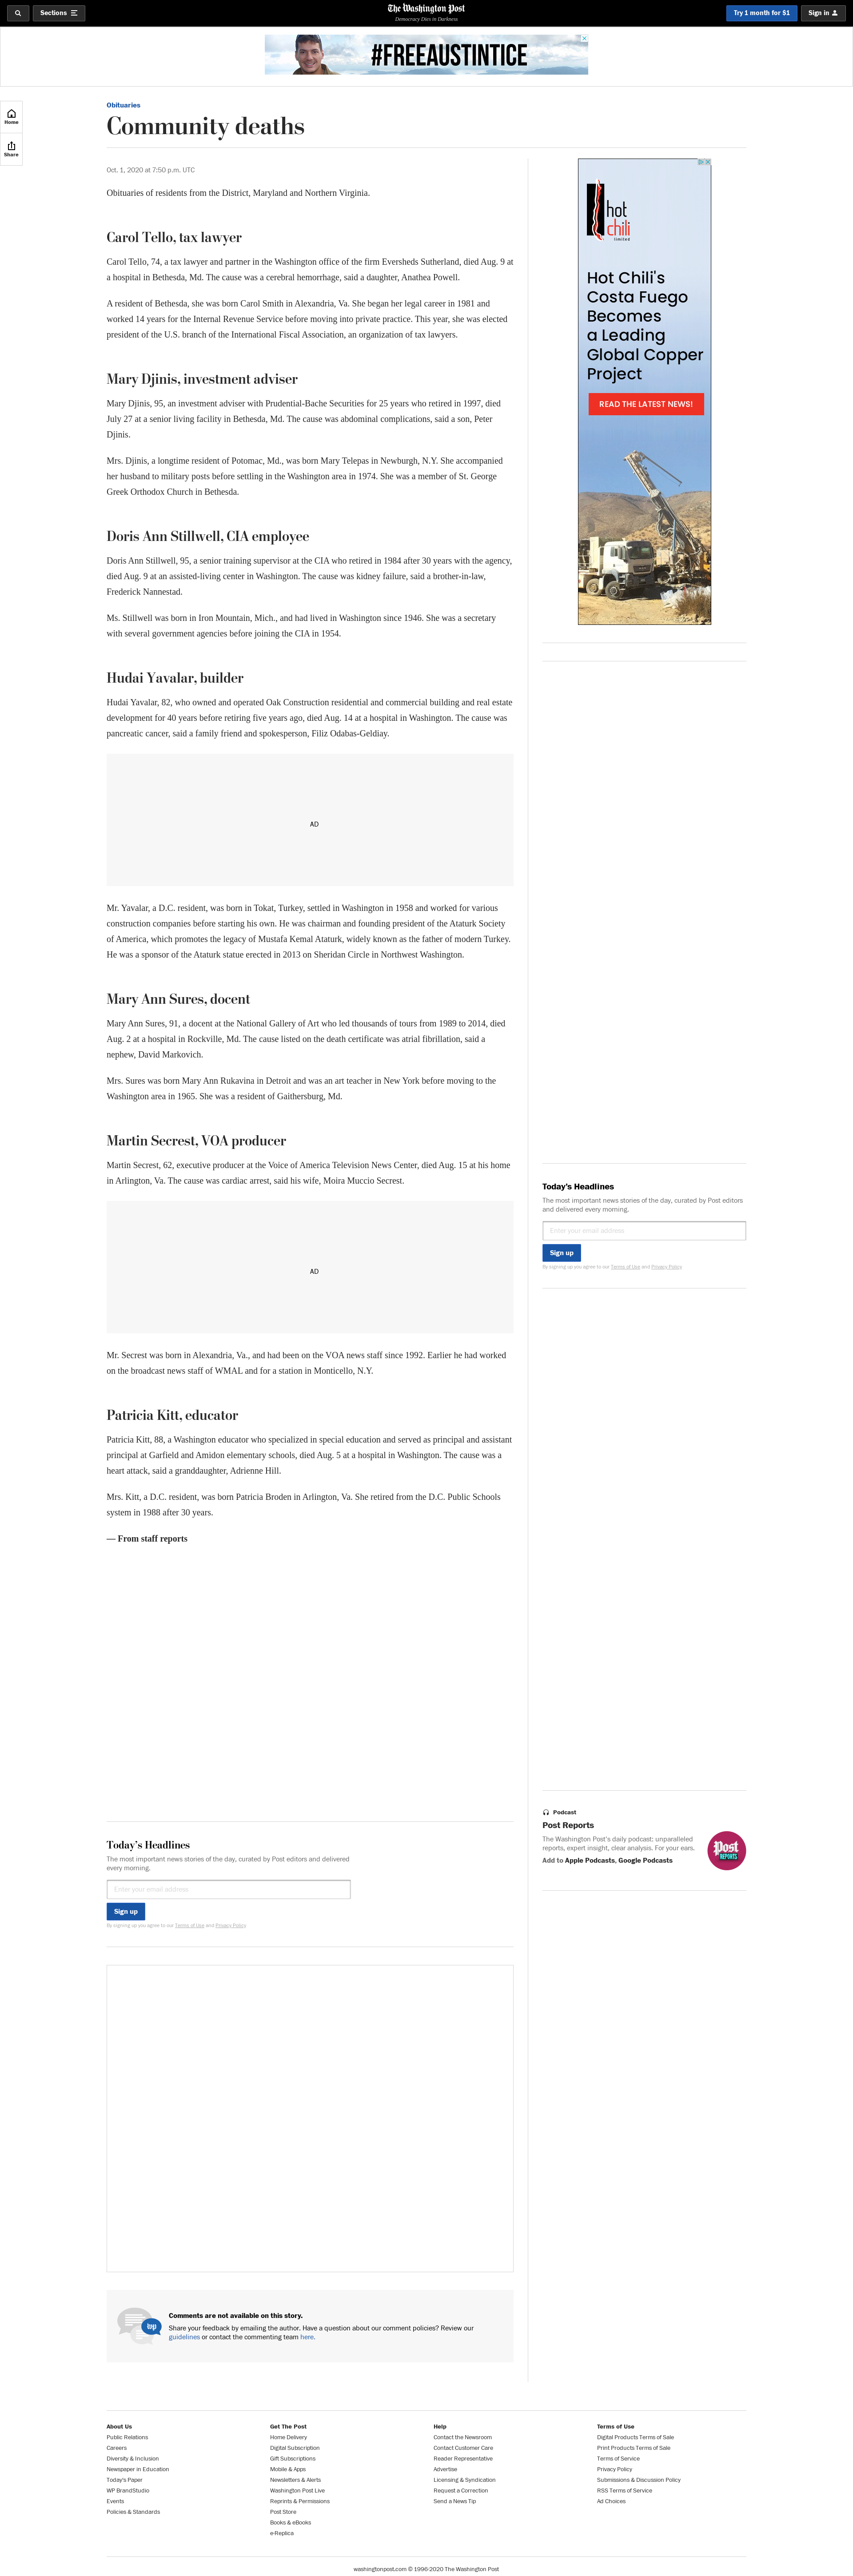 Sections
The Washington Post
Democracy Dies in Darkness
Try 1 month for $1
Sign in
#FREEAUSTINTICE
Home
Share
Obituaries
Community deaths
Oct. 1, 2020 at 7:50 p.m. UTC
Obituaries of residents from the District, Maryland and Northern Virginia.
Carol Tello, tax lawyer
Carol Tello, 74, a tax lawyer and partner in the Washington office of the firm Eversheds Sutherland, died Aug. 9 at
a hospital in Bethesda, Md. The cause was a cerebral hemorrhage, said a daughter, Anathea Powell.
A resident of Bethesda, she was born Carol Smith in Alexandria, Va. She began her legal career in 1981 and
worked 14 years for the Internal Revenue Service before moving into private practice. This year, she was elected
president of the U.S. branch of the International Fiscal Association, an organization of tax lawyers.
Mary Djinis, investment adviser
Mary Djinis, 95, an investment adviser with Prudential-Bache Securities for 25 years who retired in 1997, died
July 27 at a senior living facility in Bethesda, Md. The cause was abdominal complications, said a son, Peter
Djinis.
Mrs. Djinis, a longtime resident of Potomac, Md., was born Mary Telepas in Newburgh, N.Y. She accompanied
her husband to military posts before settling in the Washington area in 1974. She was a member of St. George
Greek Orthodox Church in Bethesda.
Doris Ann Stillwell, CIA employee
Doris Ann Stillwell, 95, a senior training supervisor at the CIA who retired in 1984 after 30 years with the agency,
died Aug. 9 at an assisted-living center in Washington. The cause was kidney failure, said a brother-in-law,
Frederick Nannestad.
Ms. Stillwell was born in Iron Mountain, Mich., and had lived in Washington since 1946. She was a secretary
with several government agencies before joining the CIA in 1954.
Hudai Yavalar, builder
Hudai Yavalar, 82, who owned and operated Oak Construction residential and commercial building and real estate
development for 40 years before retiring five years ago, died Aug. 14 at a hospital in Washington. The cause was
pancreatic cancer, said a family friend and spokesperson, Filiz Odabas-Geldiay.
AD
Mr. Yavalar, a D.C. resident, was born in Tokat, Turkey, settled in Washington in 1958 and worked for various
construction companies before starting his own. He was chairman and founding president of the Ataturk Society
of America, which promotes the legacy of Mustafa Kemal Ataturk, widely known as the father of modern Turkey.
He was a sponsor of the Ataturk statue erected in 2013 on Sheridan Circle in Northwest Washington.
Mary Ann Sures, docent
Mary Ann Sures, 91, a docent at the National Gallery of Art who led thousands of tours from 1989 to 2014, died
Aug. 2 at a hospital in Rockville, Md. The cause listed on the death certificate was atrial fibrillation, said a
nephew, David Markovich.
Mrs. Sures was born Mary Ann Rukavina in Detroit and was an art teacher in New York before moving to the
Washington area in 1965. She was a resident of Gaithersburg, Md.
Martin Secrest, VOA producer
Martin Secrest, 62, executive producer at the Voice of America Television News Center, died Aug. 15 at his home
in Arlington, Va. The cause was cardiac arrest, said his wife, Moira Muccio Secrest.
AD
Mr. Secrest was born in Alexandria, Va., and had been on the VOA news staff since 1992. Earlier he had worked
on the broadcast news staff of WMAL and for a station in Monticello, N.Y.
Patricia Kitt, educator
Patricia Kitt, 88, a Washington educator who specialized in special education and served as principal and assistant
principal at Garfield and Amidon elementary schools, died Aug. 5 at a hospital in Washington. The cause was a
heart attack, said a granddaughter, Adrienne Hill.
Mrs. Kitt, a D.C. resident, was born Patricia Broden in Arlington, Va. She retired from the D.C. Public Schools
system in 1988 after 30 years.
— From staff reports
Today's Headlines
The most important news stories of the day, curated by Post editors and delivered
every morning.
Enter your email address
Sign up
By signing up you agree to our Terms of Use and Privacy Policy
Comments are not available on this story.
Share your feedback by emailing the author. Have a question about our comment policies? Review our
guidelines or contact the commenting team here.
wp
hot
chili
limited
Hot Chili's
Costa Fuego
Becomes
a Leading
Global Copper
Project
READ THE LATEST NEWS!
Today's Headlines
The most important news stories of the day, curated by Post editors
and delivered every morning.
Enter your email address
Sign up
By signing up you agree to our Terms of Use and Privacy Policy
Podcast
Post Reports
The Washington Post's daily podcast: unparalleled
reports, expert insight, clear analysis. For your ears.
Add to Apple Podcasts, Google Podcasts
Post
REPORTS
About Us
Public Relations
Careers
Diversity & Inclusion
Newspaper in Education
Today's Paper
WP BrandStudio
Events
Policies & Standards
Get The Post
Home Delivery
Digital Subscription
Gift Subscriptions
Mobile & Apps
Newsletters & Alerts
Washington Post Live
Reprints & Permissions
Post Store
Books & eBooks
e-Replica
Help
Contact the Newsroom
Contact Customer Care
Reader Representative
Advertise
Licensing & Syndication
Request a Correction
Send a News Tip
Terms of Use
Digital Products Terms of Sale
Print Products Terms of Sale
Terms of Service
Privacy Policy
Submissions & Discussion Policy
RSS Terms of Service
Ad Choices
washingtonpost.com © 1996-2020 The Washington Post